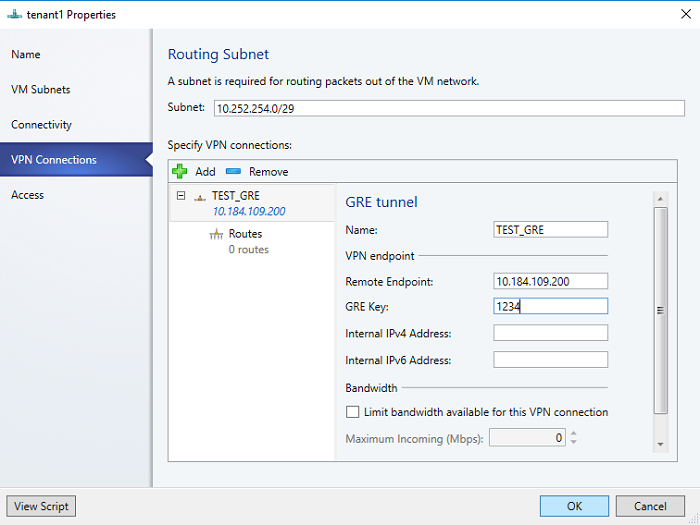 tenant1 Properties
Name
VM Subnets
Connectivity
VPN Connections
Access
Routing Subnet
A subnet is required for routing packets out of the VM network.
Subnet: 10.252.254.0/29
Specify VPN connections:
Add Remove
TEST_GRE
10.184.109.200
Routes
0 routes
GRE tunnel
Name: TEST_GRE
VPN endpoint
Remote Endpoint: 10.184.109.200
GRE Key: 1234
Internal IPv4 Address:
Internal IPv6 Address:
Bandwidth
Limit bandwidth available for this VPN connection
Maximum Incoming (Mbps): 0
View Script OK Cancel